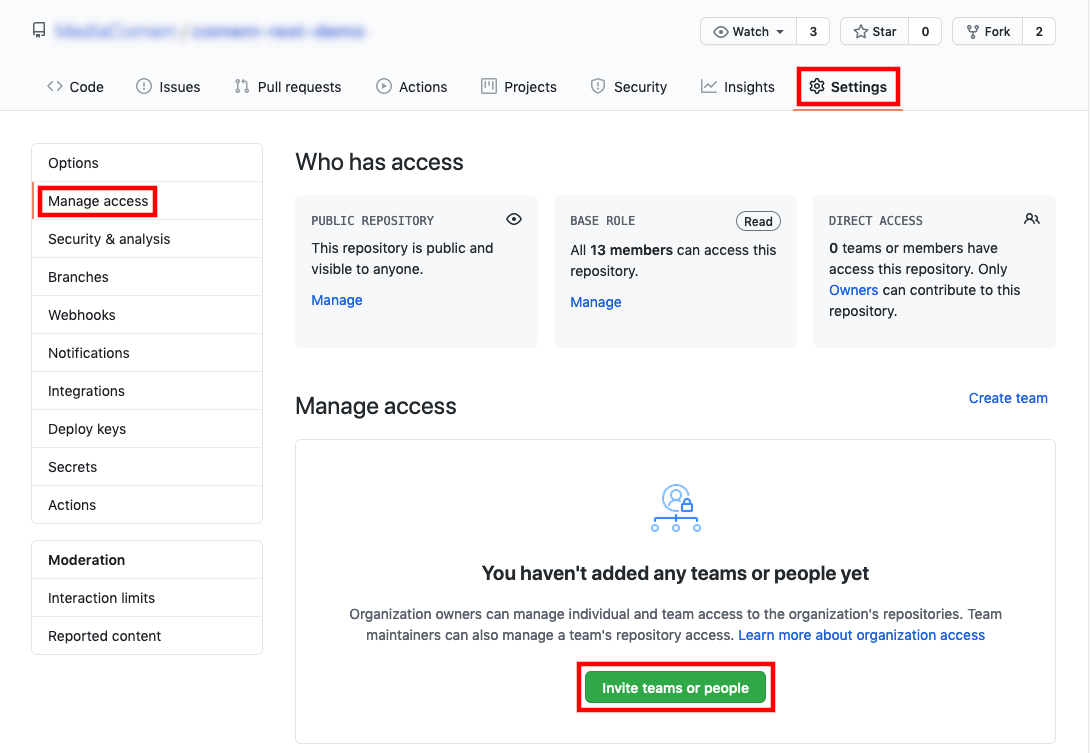 Watch 3 Star 0 Fork 2
Code Issues Pull requests Actions Projects Security Insights Settings
Options
Manage access
Security & analysis
Branches
Webhooks
Notifications
Integrations
Deploy keys
Secrets
Actions
Moderation
Interaction limits
Reported content
Who has access
PUBLIC REPOSITORY
This repository is public and
visible to anyone.
Manage
BASE ROLE Read
All 13 members can access this
repository.
Manage
DIRECT ACCESS
0 teams or members have
access this repository. Only
Owners can contribute to this
repository.
Manage access
Create team
You haven't added any teams or people yet
Organization owners can manage individual and team access to the organization's repositories. Team
maintainers can also manage a team's repository access. Learn more about organization access
Invite teams or people